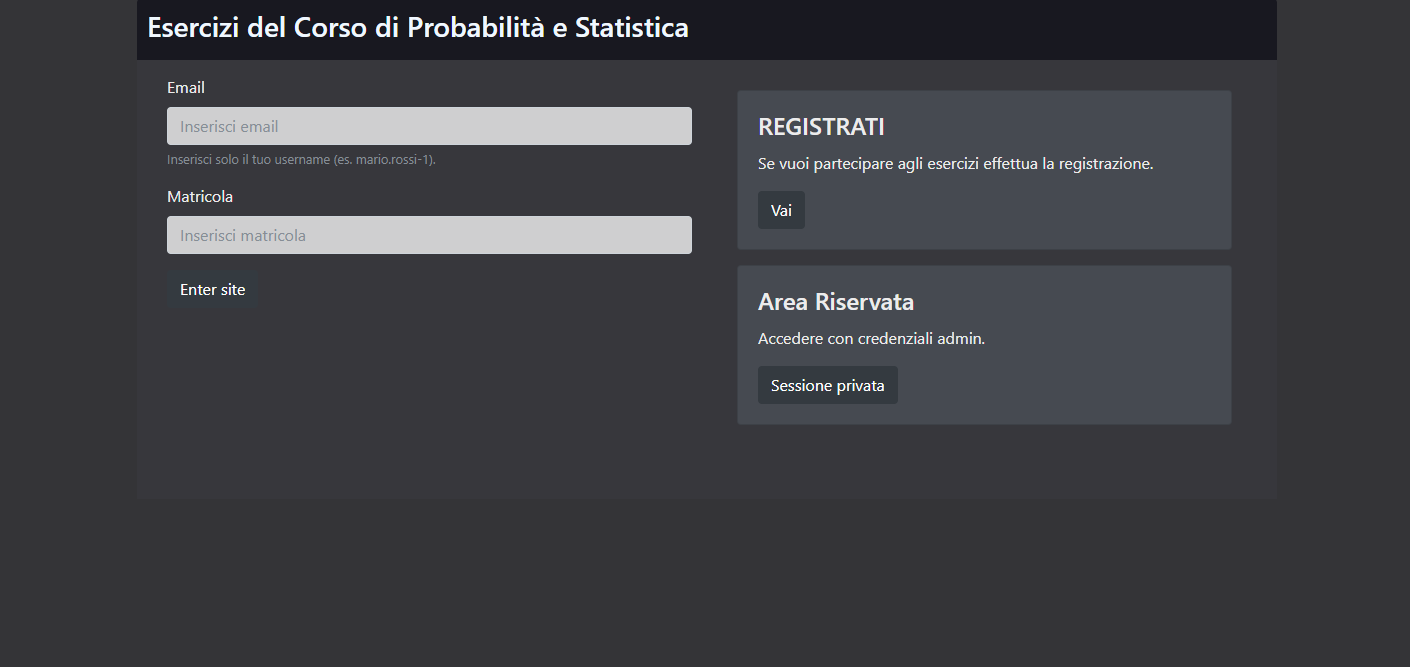 Esercizi del Corso di Probabilità e Statistica
Email
Inserisci email
Inserisci solo il tuo username (es. mario.rossi-1).
Matricola
Inserisci matricola
Enter site
REGISTRATI
Se vuoi partecipare agli esercizi effettua la registrazione.
Vai
Area Riservata
Accedere con credenziali admin.
Sessione privata